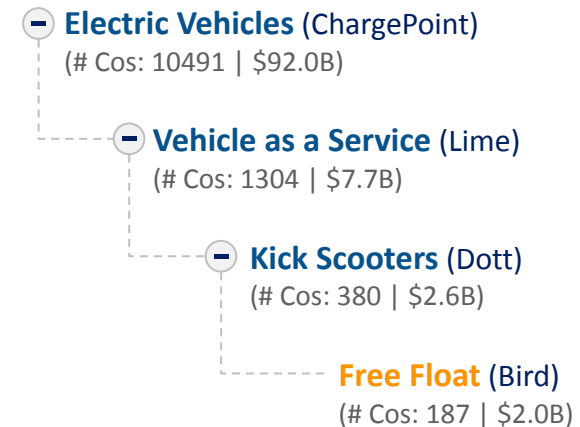 Electric Vehicles (ChargePoint)
(# Cos: 10491 | $92.0B)
Vehicle as a Service (Lime)
(# Cos: 1304 | $7.7B)
Kick Scooters (Dott)
(# Cos: 380 | $2.6B)
Free Float (Bird)
(# Cos: 187 | $2.0B)